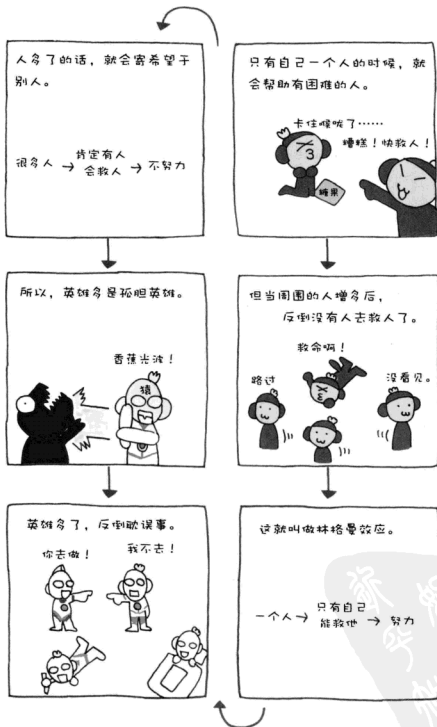 只有自己一个人的时候，就
会帮助有困难的人。
卡住喉咙了……
糟糕！快救人！
糖果
但当周围的人增多后，
反倒没有人去救人了。
救命啊！
路过
没看见。
这就叫做林格曼效应。
一个人→只有自己
能救他→努力
人多了的话，就会寄希望于
别人。
很多人→肯定有人
会救人→不努力
所以，英雄多是孤胆英雄。
香蕉光波！
猿
英雄多了，反倒耽误事。
你去做！
我不去！